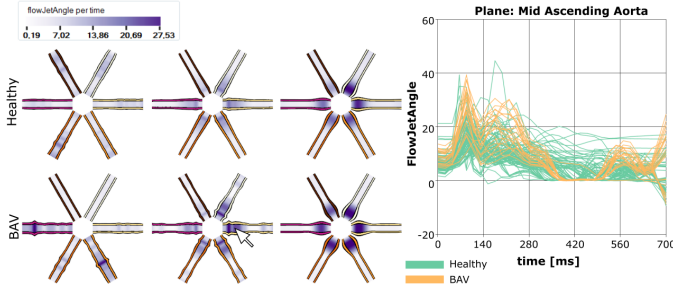 flowJetAngle per time
0,19 7,02 13,86 20,69 27,53
Healthy
BAV
Plane: Mid Ascending Aorta
FlowJetAngle
60
40
20
0
-20
0 140 280 420 560 700
time [ms]
Healthy
BAV